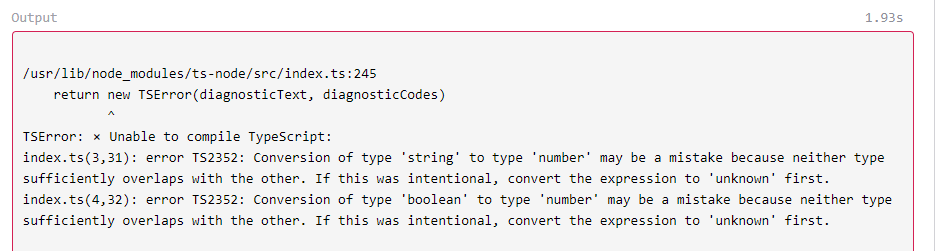 Output 1.93s
/usr/lib/node_modules/ts-node/src/index.ts:245
    return new TSError(diagnosticText, diagnosticCodes)
           ^
TSError: × Unable to compile TypeScript:
index.ts(3,31): error TS2352: Conversion of type 'string' to type 'number' may be a mistake because neither type
sufficiently overlaps with the other. If this was intentional, convert the expression to 'unknown' first.
index.ts(4,32): error TS2352: Conversion of type 'boolean' to type 'number' may be a mistake because neither type
sufficiently overlaps with the other. If this was intentional, convert the expression to 'unknown' first.